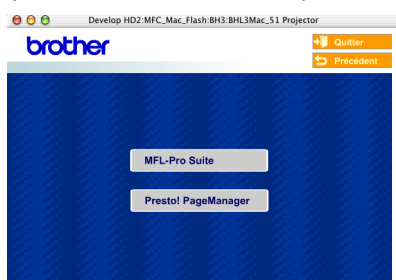 Develop HD2:MFC_Mac_Flash:BH3:BHL3Mac_51 Projector
brother
Quitter
Précédent
MFL-Pro Suite
Presto! PageManager